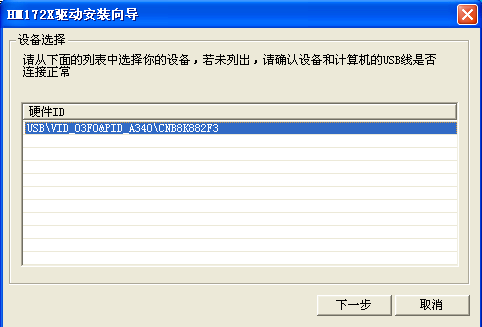 HM172X驱动安装向导
设备选择
请从下面的列表中选择你的设备，若未列出，请确认设备和计算机的USB线是否
连接正常
硬件ID
USB\VID_03F0&PID_A340\CNB8K882F3
下一步
取消